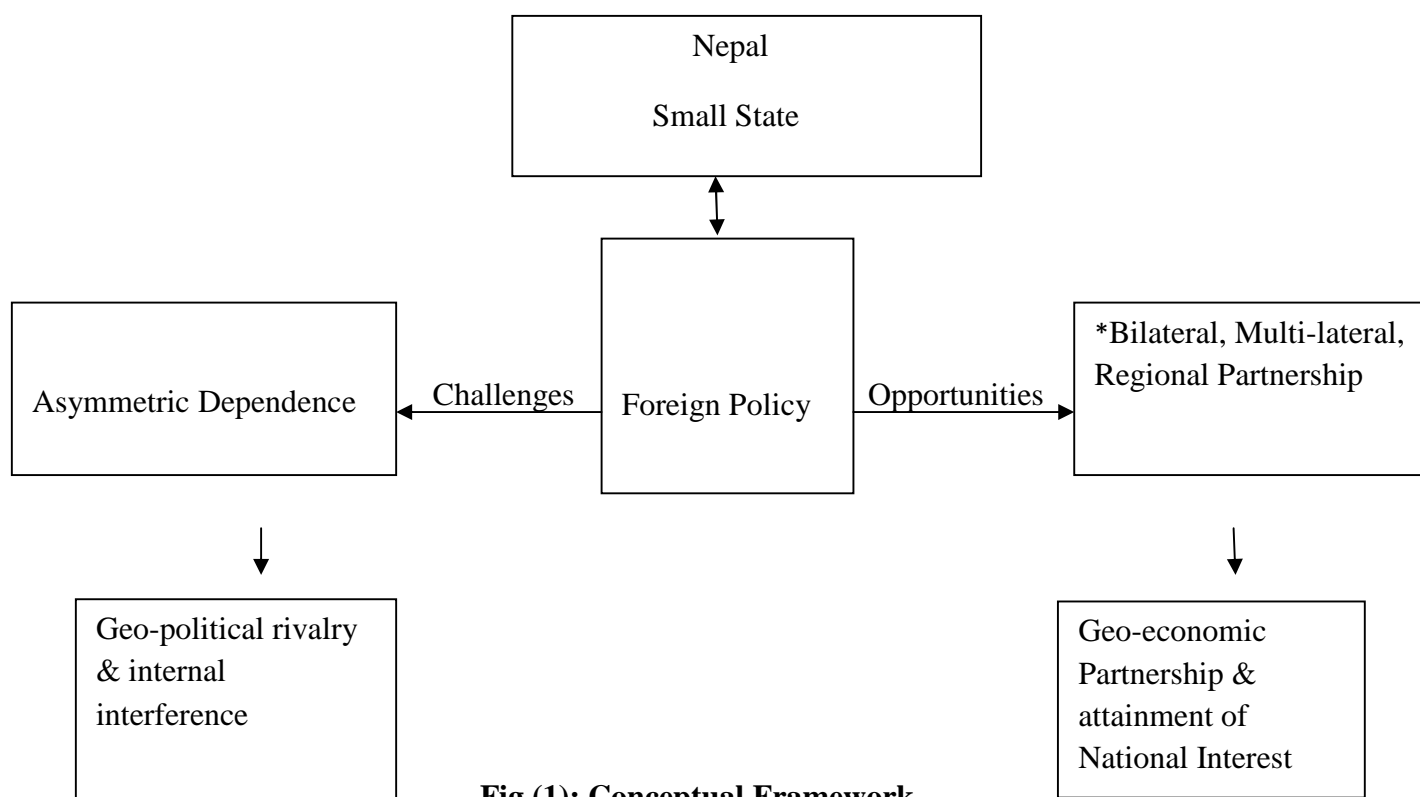 Nepal
Small State
Asymmetric Dependence
Challenges
Foreign Policy
Opportunities
*Bilateral, Multi-lateral,
Regional Partnership
Geo-political rivalry
& internal
interference
Geo-economic
Partnership &
attainment of
National Interest
Fig (1): Conceptual Framework